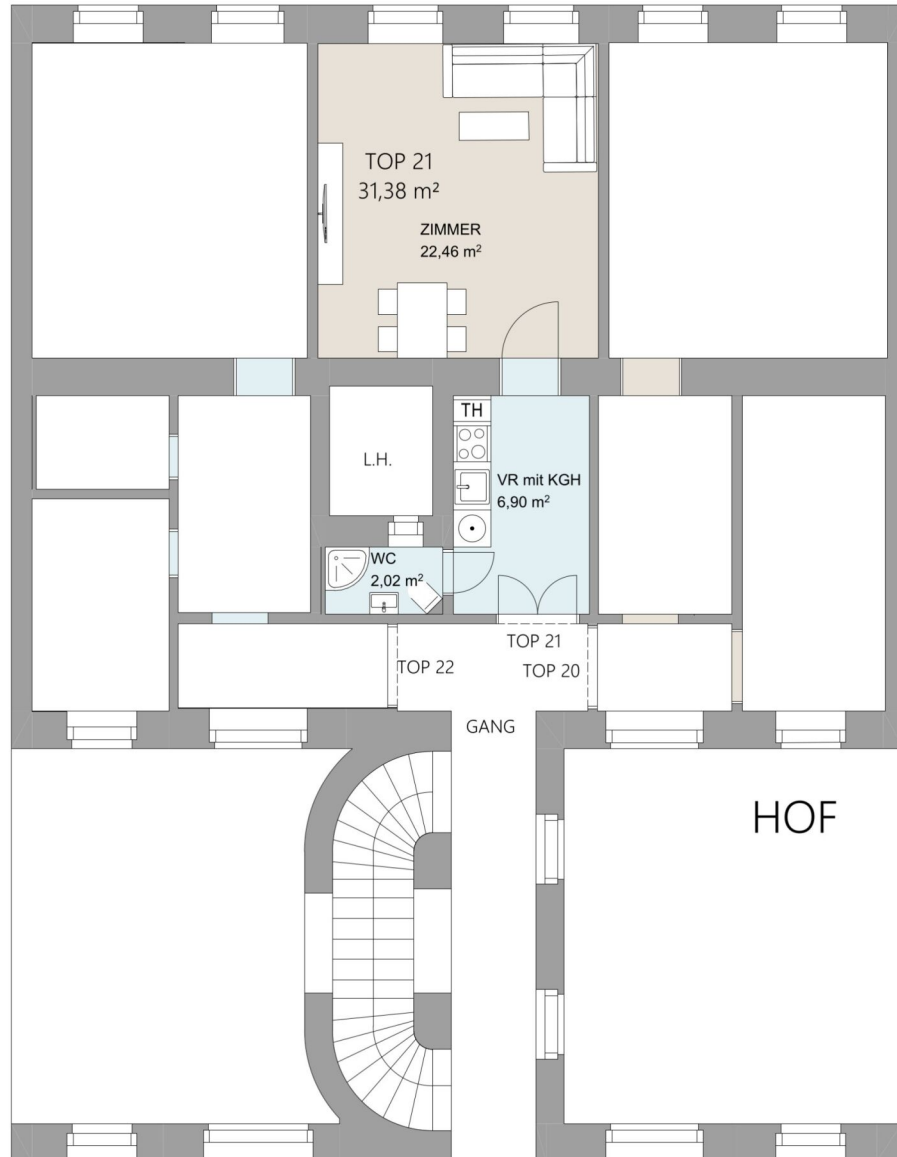 TOP 21
31,38 m²
ZIMMER
22,46 m²
TH
L.H.
VR mit KGH
6,90 m²
WC
2,02 m²
TOP 21
TOP 22
TOP 20
GANG
HOF